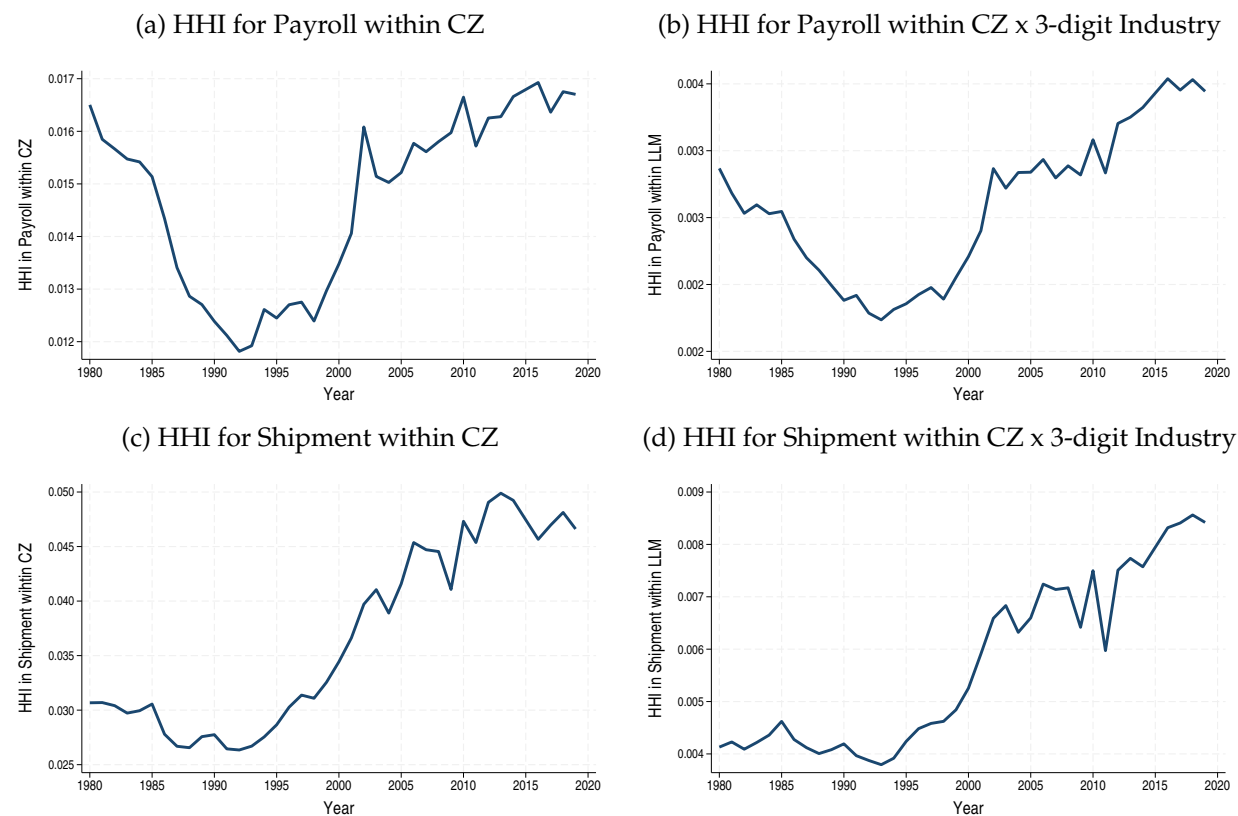 (a) HHI for Payroll within CZ
HHI in Payroll within CZ
0.017
0.016
0.015
0.014
0.013
0.012
1980 1985 1990 1995 2000 2005 2010 2015 2020
Year
(b) HHI for Payroll within CZ x 3-digit Industry
HHI in Payroll within LLM
0.004
0.003
0.003
0.002
0.002
1980 1985 1990 1995 2000 2005 2010 2015 2020
Year
(c) HHI for Shipment within CZ
HHI in Shipment wihtin CZ
0.050
0.045
0.040
0.035
0.030
0.025
1980 1985 1990 1995 2000 2005 2010 2015 2020
Year
(d) HHI for Shipment within CZ x 3-digit Industry
HHI in Shipment within LLM
0.009
0.008
0.007
0.006
0.005
0.004
1980 1985 1990 1995 2000 2005 2010 2015 2020
Year